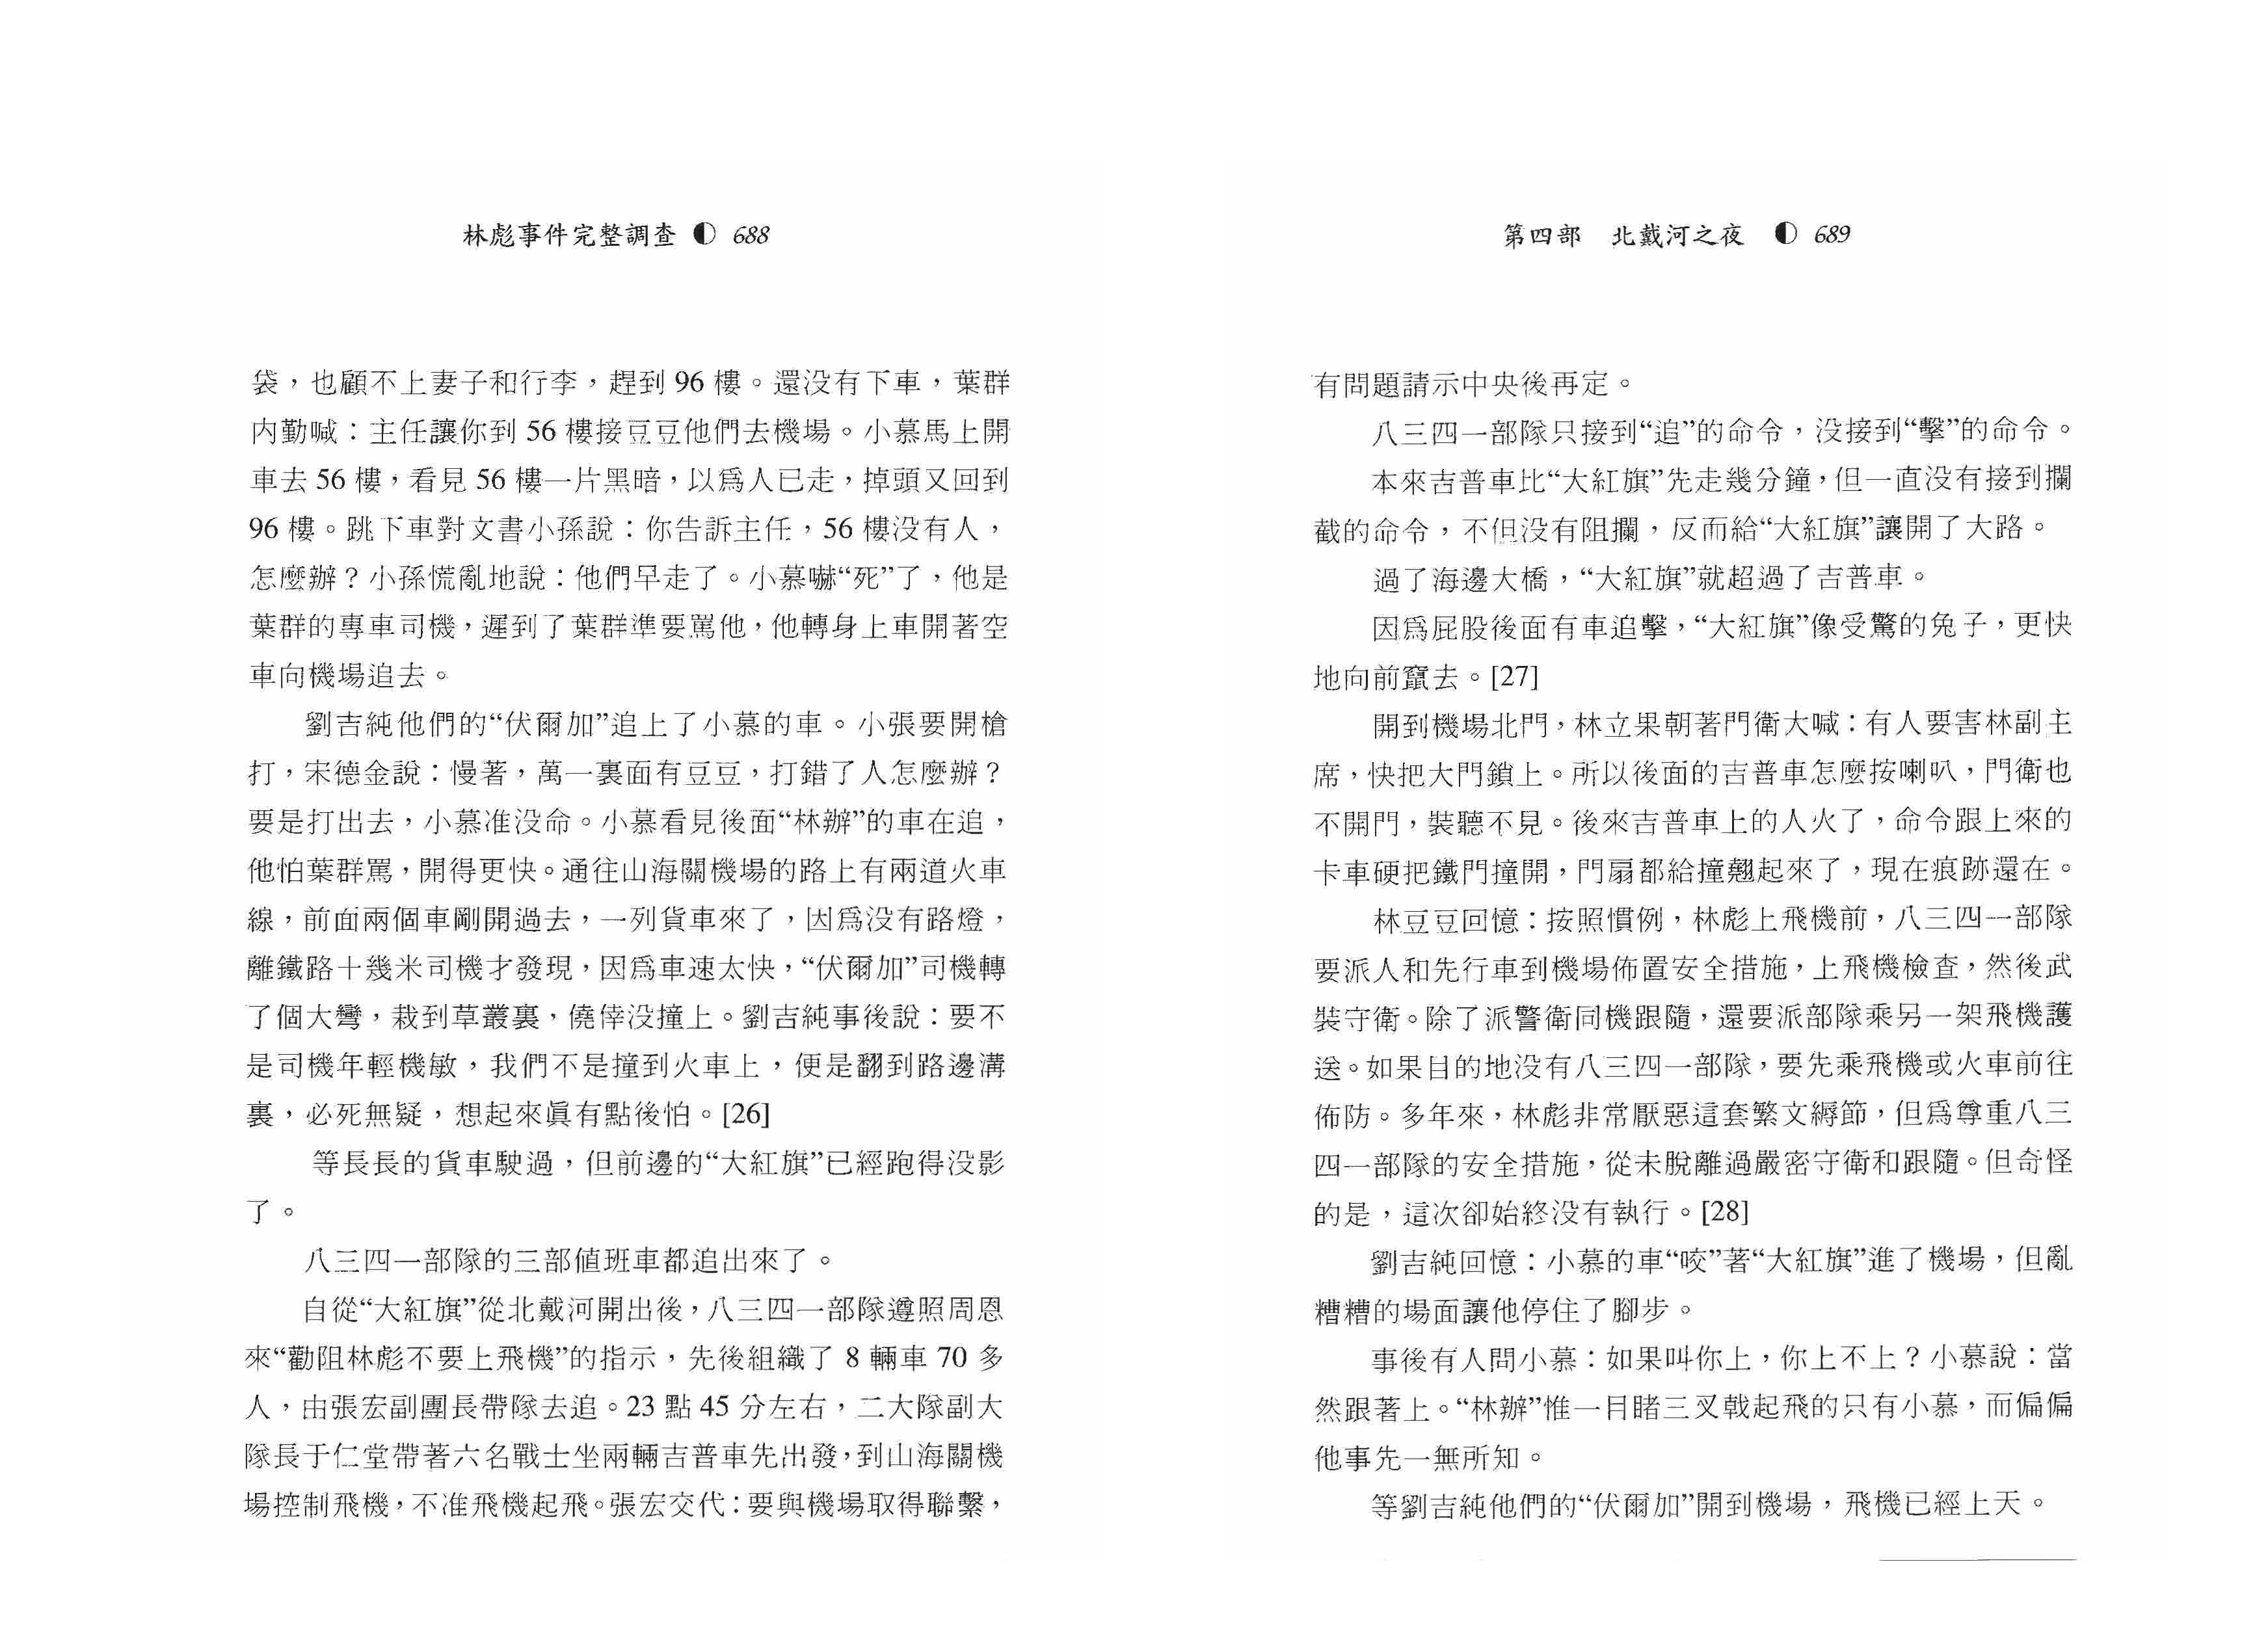 林彪事件完整調查 ◐ 688
袋，也顧不上妻子和行李，趕到 96 樓。還没有下車，葉群
内勤喊：主任讓你到 56 樓接豆豆他們去機場。小慕馬上開
車去 56 樓，看見 56 樓一片黑暗，以爲人已走，掉頭又回到
96 樓。跳下車對文書小孫說：你告訴主任，56 樓没有人，
怎麼辦？小孫慌亂地說：他們早走了。小慕嚇“死”了，他是
葉群的專車司機，遲到了葉群準要罵他，他轉身上車開著空
車向機場追去。
劉吉純他們的“伏爾加”追上了小慕的車。小張要開槍
打，宋德金說：慢著，萬一裏面有豆豆，打錯了人怎麼辦？
要是打出去，小慕准没命。小慕看見後面“林辦”的車在追，
他怕葉群罵，開得更快。通往山海關機場的路上有兩道火車
線，前面兩個車剛開過去，一列貨車來了，因爲没有路燈，
離鐵路十幾米司機才發現，因爲車速太快，“伏爾加”司機轉
了個大彎，栽到草叢裏，僥倖没撞上。劉吉純事後說：要不
是司機年輕機敏，我們不是撞到火車上，便是翻到路邊溝
裏，必死無疑，想起來眞有點後怕。[26]
等長長的貨車駛過，但前邊的“大紅旗”已經跑得没影
了。
八三四一部隊的三部値班車都追出來了。
自從“大紅旗”從北戴河開出後，八三四一部隊遵照周恩
來“勸阻林彪不要上飛機”的指示，先後組織了 8 輛車 70 多
人，由張宏副團長帶隊去追。23 點 45 分左右，二大隊副大
隊長于仁堂帶著六名戰士坐兩輛吉普車先出發，到山海關機
場控制飛機，不准飛機起飛。張宏交代：要與機場取得聯繫，
第四部　北戴河之夜 ◐ 689
有問題請示中央後再定。
八三四一部隊只接到“追”的命令，没接到“擊”的命令。
本來吉普車比“大紅旗”先走幾分鐘，但一直没有接到攔
截的命令，不但没有阻攔，反而給“大紅旗”讓開了大路。
過了海邊大橋，“大紅旗”就超過了吉普車。
因爲屁股後面有車追擊，“大紅旗”像受驚的兔子，更快
地向前竄去。[27]
開到機場北門，林立果朝著門衛大喊：有人要害林副主
席，快把大門鎖上。所以後面的吉普車怎麼按喇叭，門衛也
不開門，裝聽不見。後來吉普車上的人火了，命令跟上來的
卡車硬把鐵門撞開，門扇都給撞翹起來了，現在痕跡還在。
林豆豆回憶：按照慣例，林彪上飛機前，八三四一部隊
要派人和先行車到機場佈置安全措施，上飛機檢查，然後武
裝守衛。除了派警衛同機跟隨，還要派部隊乘另一架飛機護
送。如果目的地没有八三四一部隊，要先乘飛機或火車前往
佈防。多年來，林彪非常厭惡這套繁文縟節，但爲尊重八三
四一部隊的安全措施，從未脫離過嚴密守衛和跟隨。但奇怪
的是，這次卻始終没有執行。[28]
劉吉純回憶：小慕的車“咬”著“大紅旗”進了機場，但亂
糟糟的場面讓他停住了腳步。
事後有人問小慕：如果叫你上，你上不上？小慕說：當
然跟著上。“林辦”惟一目睹三叉戟起飛的只有小慕，而偏偏
他事先一無所知。
等劉吉純他們的“伏爾加”開到機場，飛機已經上天。